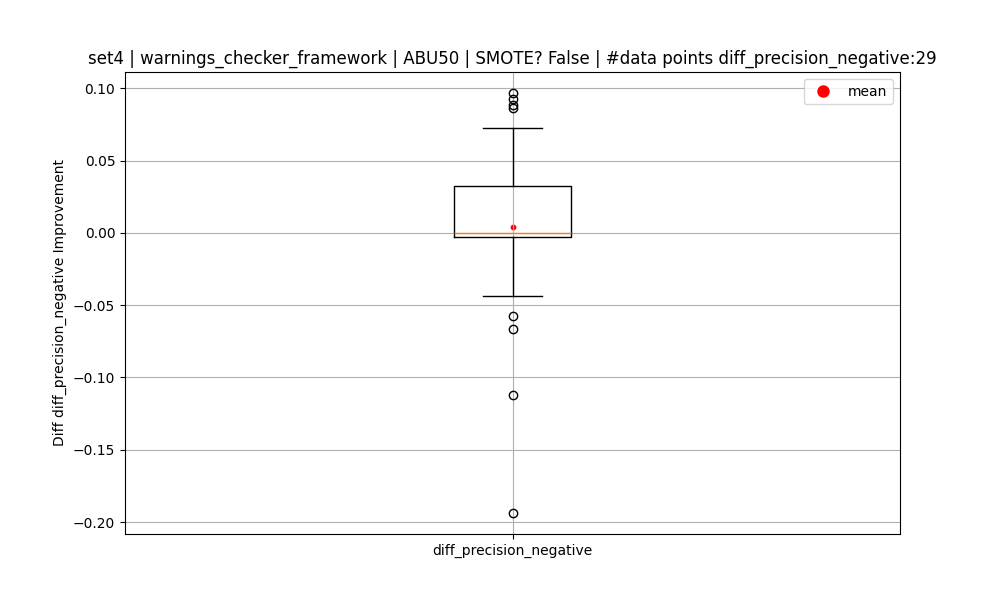 set4 | warnings_checker_framework | ABU50 | SMOTE? False | #data points diff_precision_negative:29
mean
Diff diff_precision_negative Improvement
0.10
0.05
0.00
−0.05
−0.10
−0.15
−0.20
diff_precision_negative